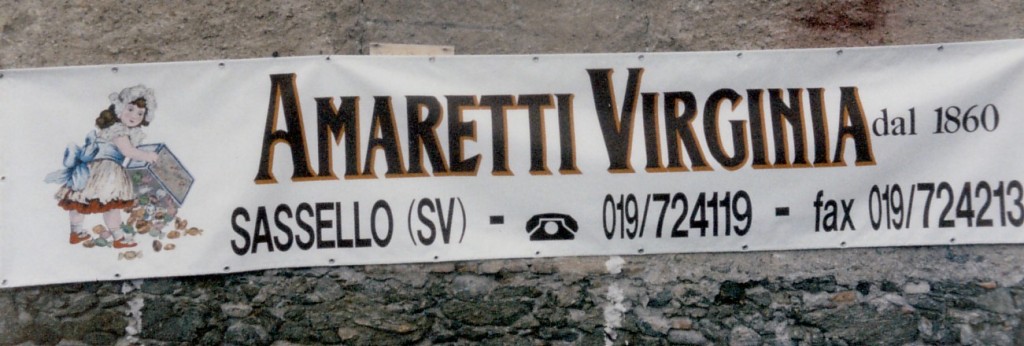 AMARETTI VIRGINIA dal 1860
SASSELLO (SV) - ☎ 019/724119 - fax 019/724213